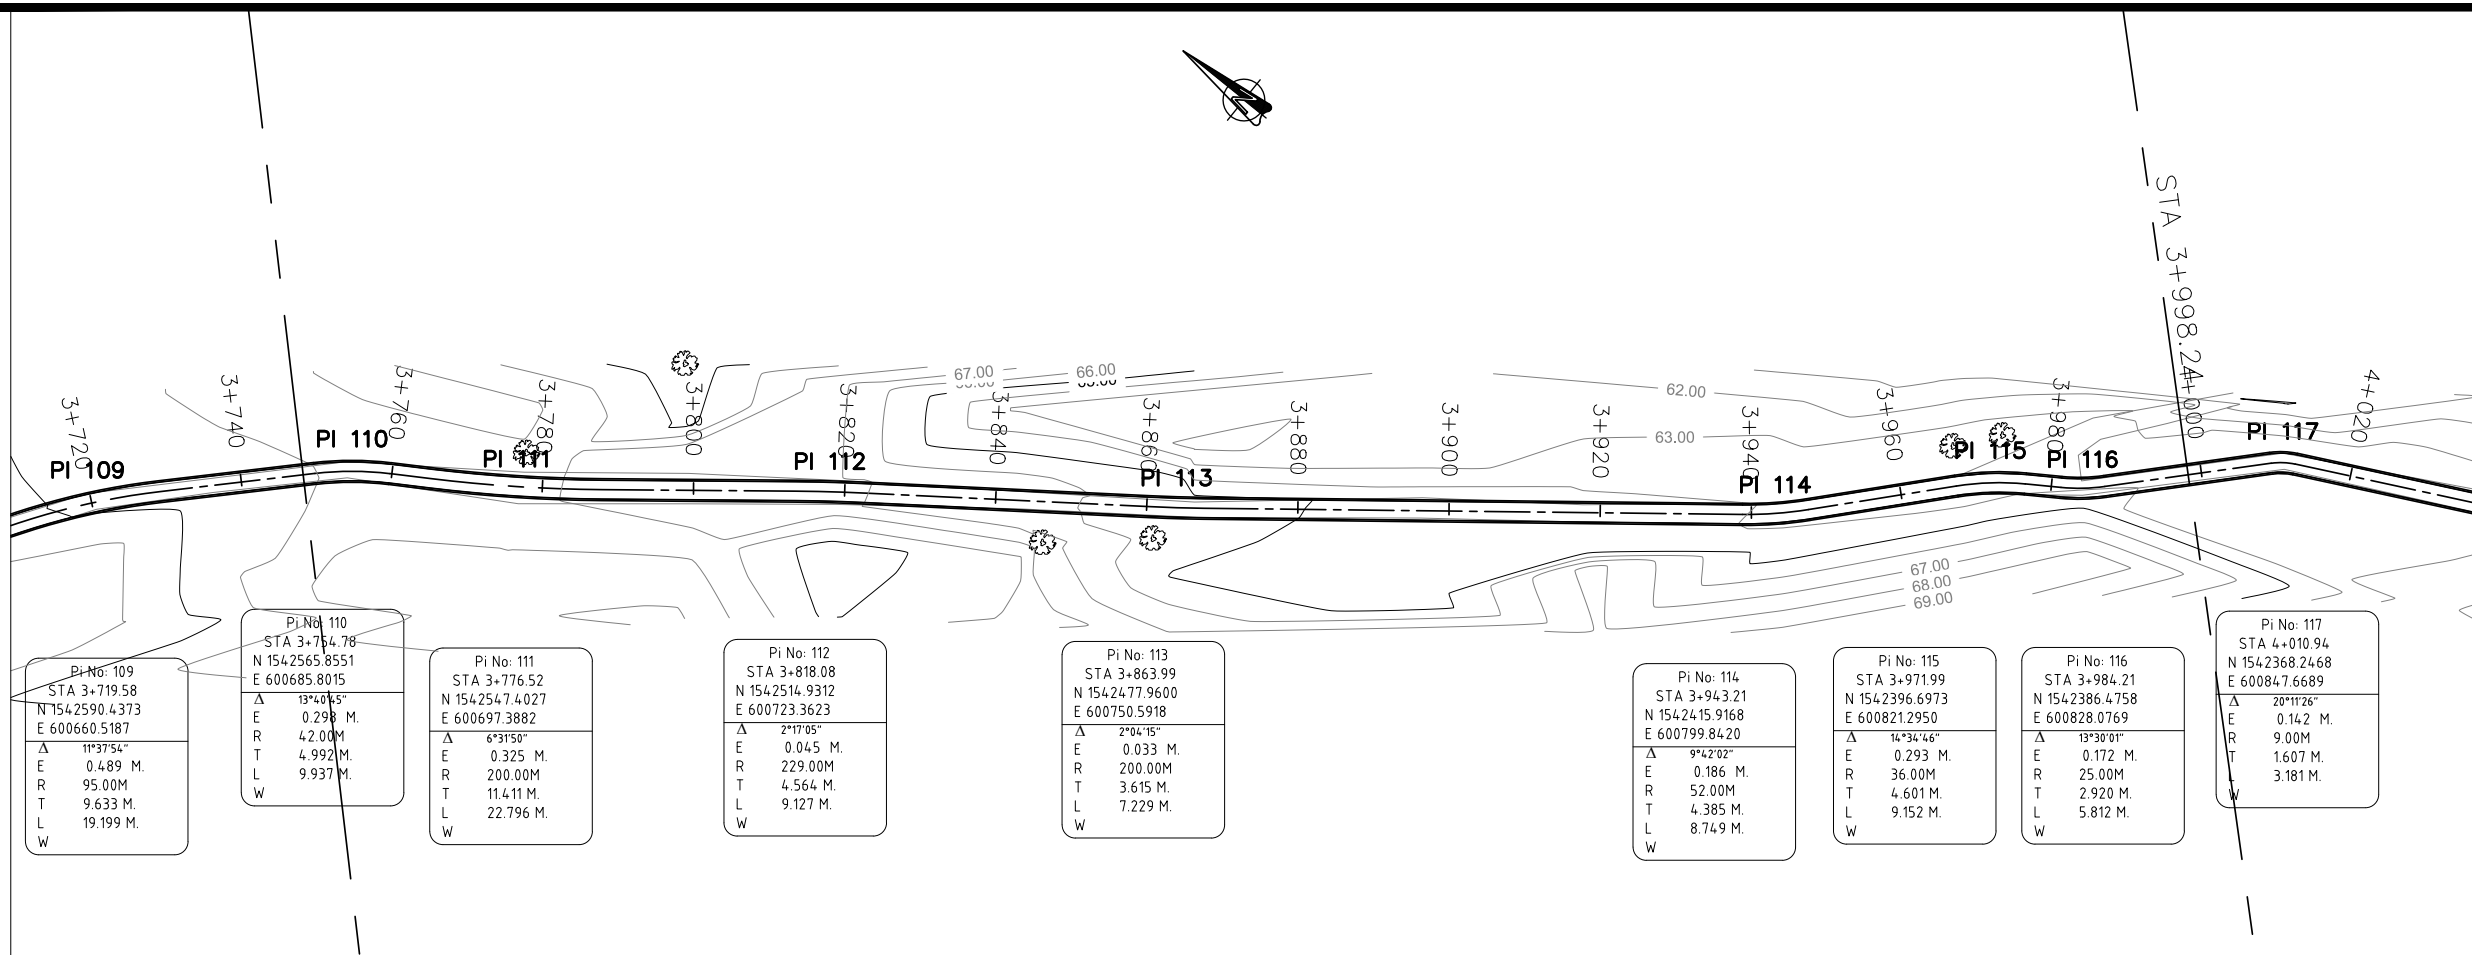 N
STA 3+998.24
67.00
66.00
65.00
62.00
63.00
3+720
3+740
3+760
3+780
3+800
3+820
3+840
3+860
3+880
3+900
3+920
3+940
3+960
3+980
4+000
4+020
PI 109
PI 110
PI 111
PI 112
PI 113
PI 114
PI 115
PI 116
PI 117
67.00
68.00
69.00
Pi No: 109
STA 3+719.58
N 1542590.4373
E 600660.5187
Δ 11°37'54"
E 0.489 M.
R 95.00M
T 9.633 M.
L 19.199 M.
W
Pi No: 110
STA 3+754.78
N 1542565.8551
E 600685.8015
Δ 13°40'45"
E 0.298 M.
R 42.00M
T 4.992 M.
L 9.937 M.
W
Pi No: 111
STA 3+776.52
N 1542547.4027
E 600697.3882
Δ 6°31'50"
E 0.325 M.
R 200.00M
T 11.411 M.
L 22.796 M.
W
Pi No: 112
STA 3+818.08
N 1542514.9312
E 600723.3623
Δ 2°17'05"
E 0.045 M.
R 229.00M
T 4.564 M.
L 9.127 M.
W
Pi No: 113
STA 3+863.99
N 1542477.9600
E 600750.5918
Δ 2°04'15"
E 0.033 M.
R 200.00M
T 3.615 M.
L 7.229 M.
W
Pi No: 114
STA 3+943.21
N 1542415.9168
E 600799.8420
Δ 9°42'02"
E 0.186 M.
R 52.00M
T 4.385 M.
L 8.749 M.
W
Pi No: 115
STA 3+971.99
N 1542396.6973
E 600821.2950
Δ 14°34'46"
E 0.293 M.
R 36.00M
T 4.601 M.
L 9.152 M.
W
Pi No: 116
STA 3+984.21
N 1542386.4758
E 600828.0769
Δ 13°30'01"
E 0.172 M.
R 25.00M
T 2.920 M.
L 5.812 M.
W
Pi No: 117
STA 4+010.94
N 1542368.2468
E 600847.6689
Δ 20°11'26"
E 0.142 M.
R 9.00M
T 1.607 M.
L 3.181 M.
W